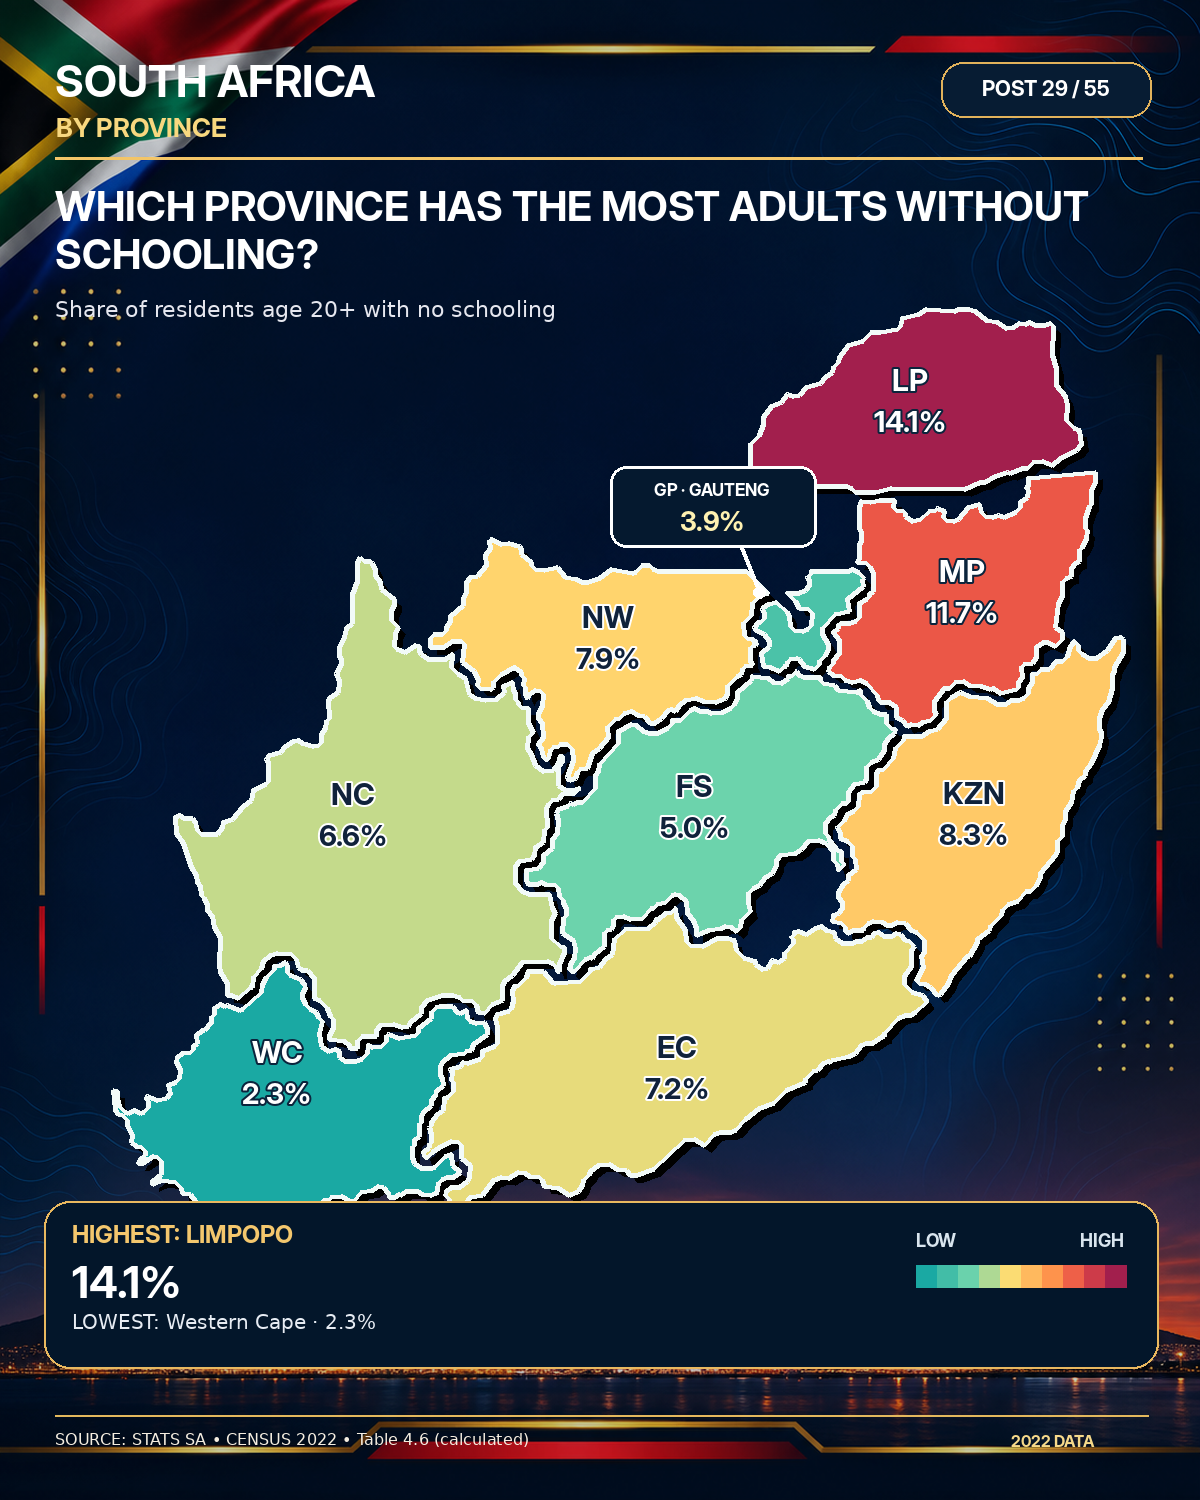 SOUTH AFRICA
BY PROVINCE
POST 29 / 55
WHICH PROVINCE HAS THE MOST ADULTS WITHOUT
SCHOOLING?
Share of residents age 20+ with no schooling
LP
14.1%
GP · GAUTENG
3.9%
MP
11.7%
NW
7.9%
NC
6.6%
FS
5.0%
KZN
8.3%
WC
2.3%
EC
7.2%
HIGHEST: LIMPOPO
14.1%
LOWEST: Western Cape · 2.3%
LOW HIGH
SOURCE: STATS SA • CENSUS 2022 • Table 4.6 (calculated)
2022 DATA